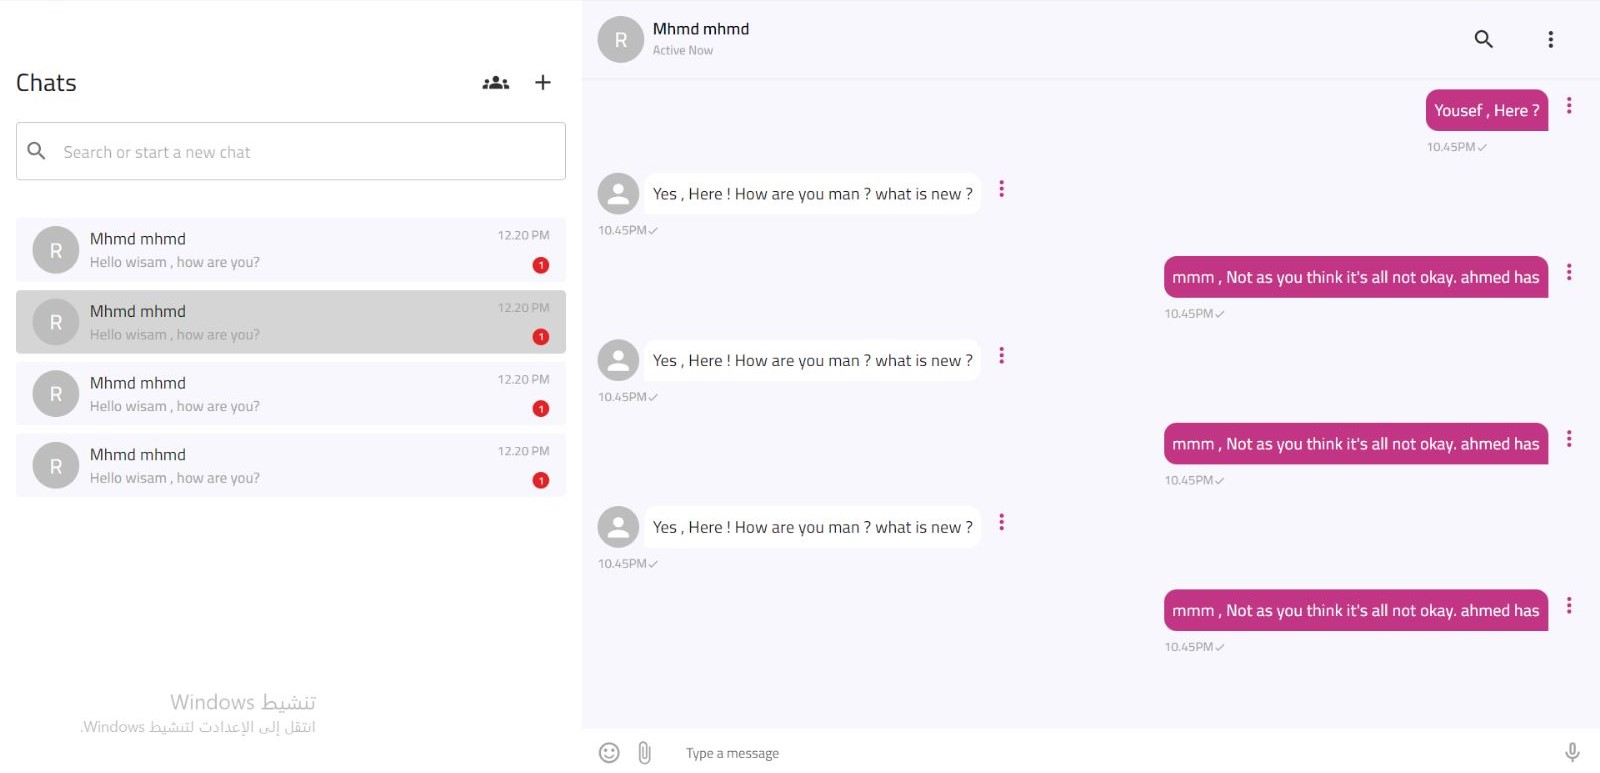 Chats
Search or start a new chat
R
Mhmd mhmd
12.20 PM
Hello wisam , how are you?
1
R
Mhmd mhmd
12.20 PM
Hello wisam , how are you?
1
R
Mhmd mhmd
12.20 PM
Hello wisam , how are you?
1
R
Mhmd mhmd
12.20 PM
Hello wisam , how are you?
1
تنشيط Windows
انتقل إلى الإعدادت لتنشيط Windows.
R
Mhmd mhmd
Active Now
Yousef , Here ?
10.45PM✓
Yes , Here ! How are you man ? what is new ?
10.45PM✓
mmm , Not as you think it's all not okay. ahmed has
10.45PM✓
Yes , Here ! How are you man ? what is new ?
10.45PM✓
mmm , Not as you think it's all not okay. ahmed has
10.45PM✓
Yes , Here ! How are you man ? what is new ?
10.45PM✓
mmm , Not as you think it's all not okay. ahmed has
10.45PM✓
Type a message